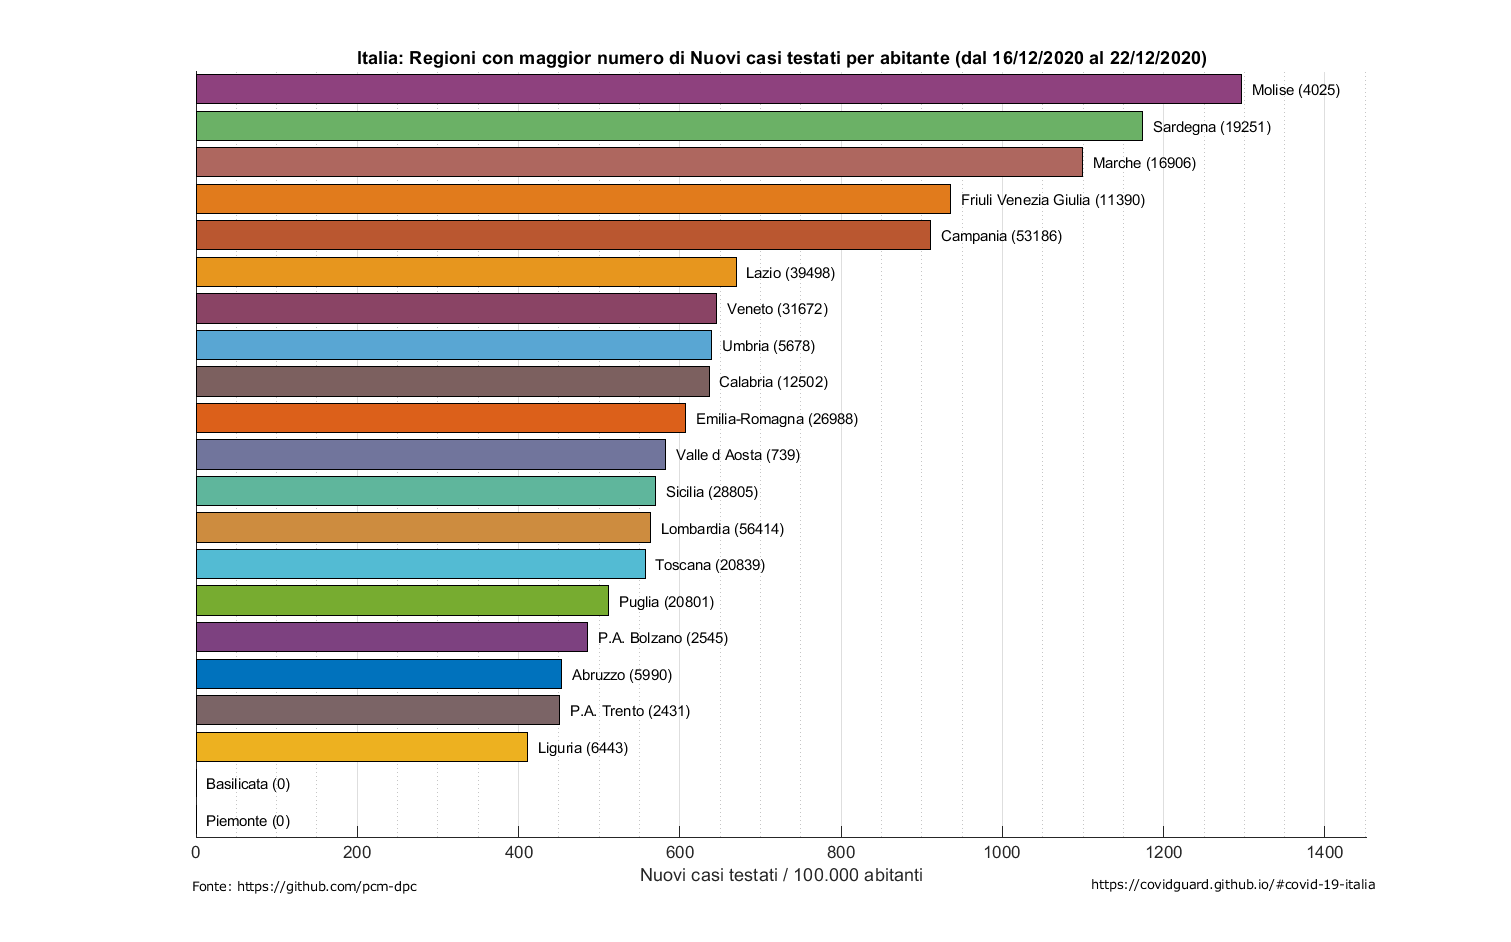 Italia: Regioni con maggior numero di Nuovi casi testati per abitante (dal 16/12/2020 al 22/12/2020)
Molise (4025)
Sardegna (19251)
Marche (16906)
Friuli Venezia Giulia (11390)
Campania (53186)
Lazio (39498)
Veneto (31672)
Umbria (5678)
Calabria (12502)
Emilia-Romagna (26988)
Valle d Aosta (739)
Sicilia (28805)
Lombardia (56414)
Toscana (20839)
Puglia (20801)
P.A. Bolzano (2545)
Abruzzo (5990)
P.A. Trento (2431)
Liguria (6443)
Basilicata (0)
Piemonte (0)
0 200 400 600 800 1000 1200 1400
Nuovi casi testati / 100.000 abitanti
Fonte: https://github.com/pcm-dpc
https://covidguard.github.io/#covid-19-italia